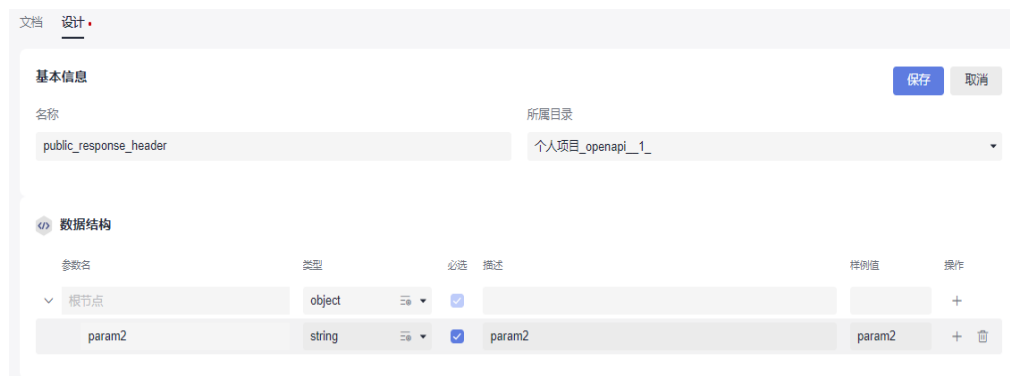 文档 设计
基本信息 保存 取消
名称 所属目录
public_response_header 个人项目_openapi__1_
</> 数据结构
参数名 类型 必选 描述 样例值 操作
根节点 object
param2 string param2 param2